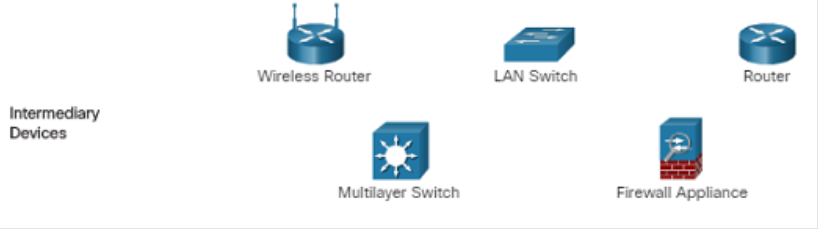 Wireless Router
LAN Switch
Router
Intermediary
Devices
Multilayer Switch
Firewall Appliance